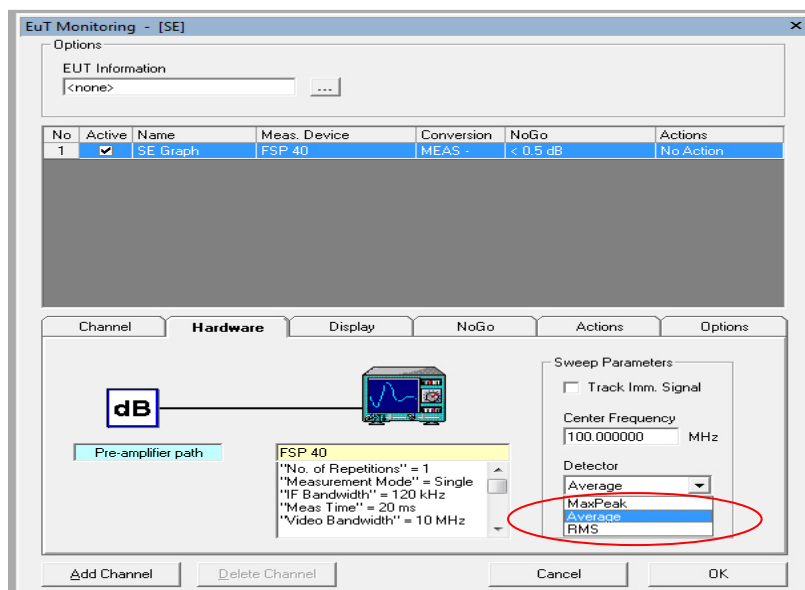 EuT Monitoring - [SE]
Options
EUT Information
<none>
...
No Active Name Meas. Device Conversion NoGo Actions
1 SE Graph FSP 40 MEAS - < 0.5 dB No Action
Channel Hardware Display NoGo Actions Options
Sweep Parameters
Track Imm. Signal
dB
Center Frequency
100.000000 MHz
Pre-amplifier path
FSP 40
"No. of Repetitions" = 1
"Measurement Mode" = Single
"IF Bandwidth" = 120 kHz
"Meas Time" = 20 ms
"Video Bandwidth" = 10 MHz
Detector
Average
MaxPeak
Average
RMS
Add Channel Delete Channel Cancel OK